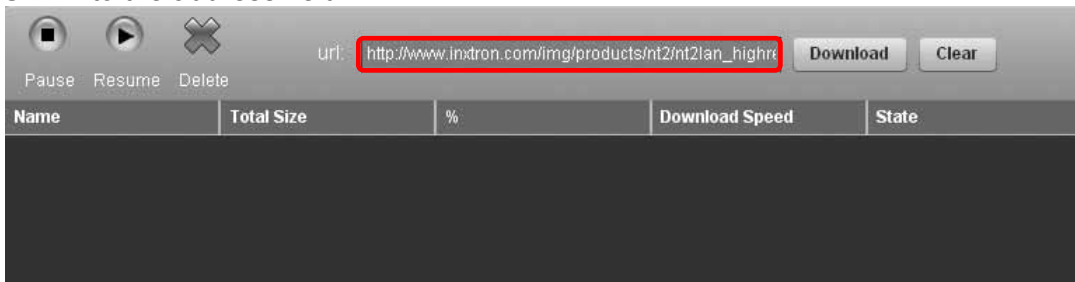 url: http://www.inxtron.com/img/products/nt2/nt2lan_highre Download Clear
Pause Resume Delete
Name Total Size % Download Speed State